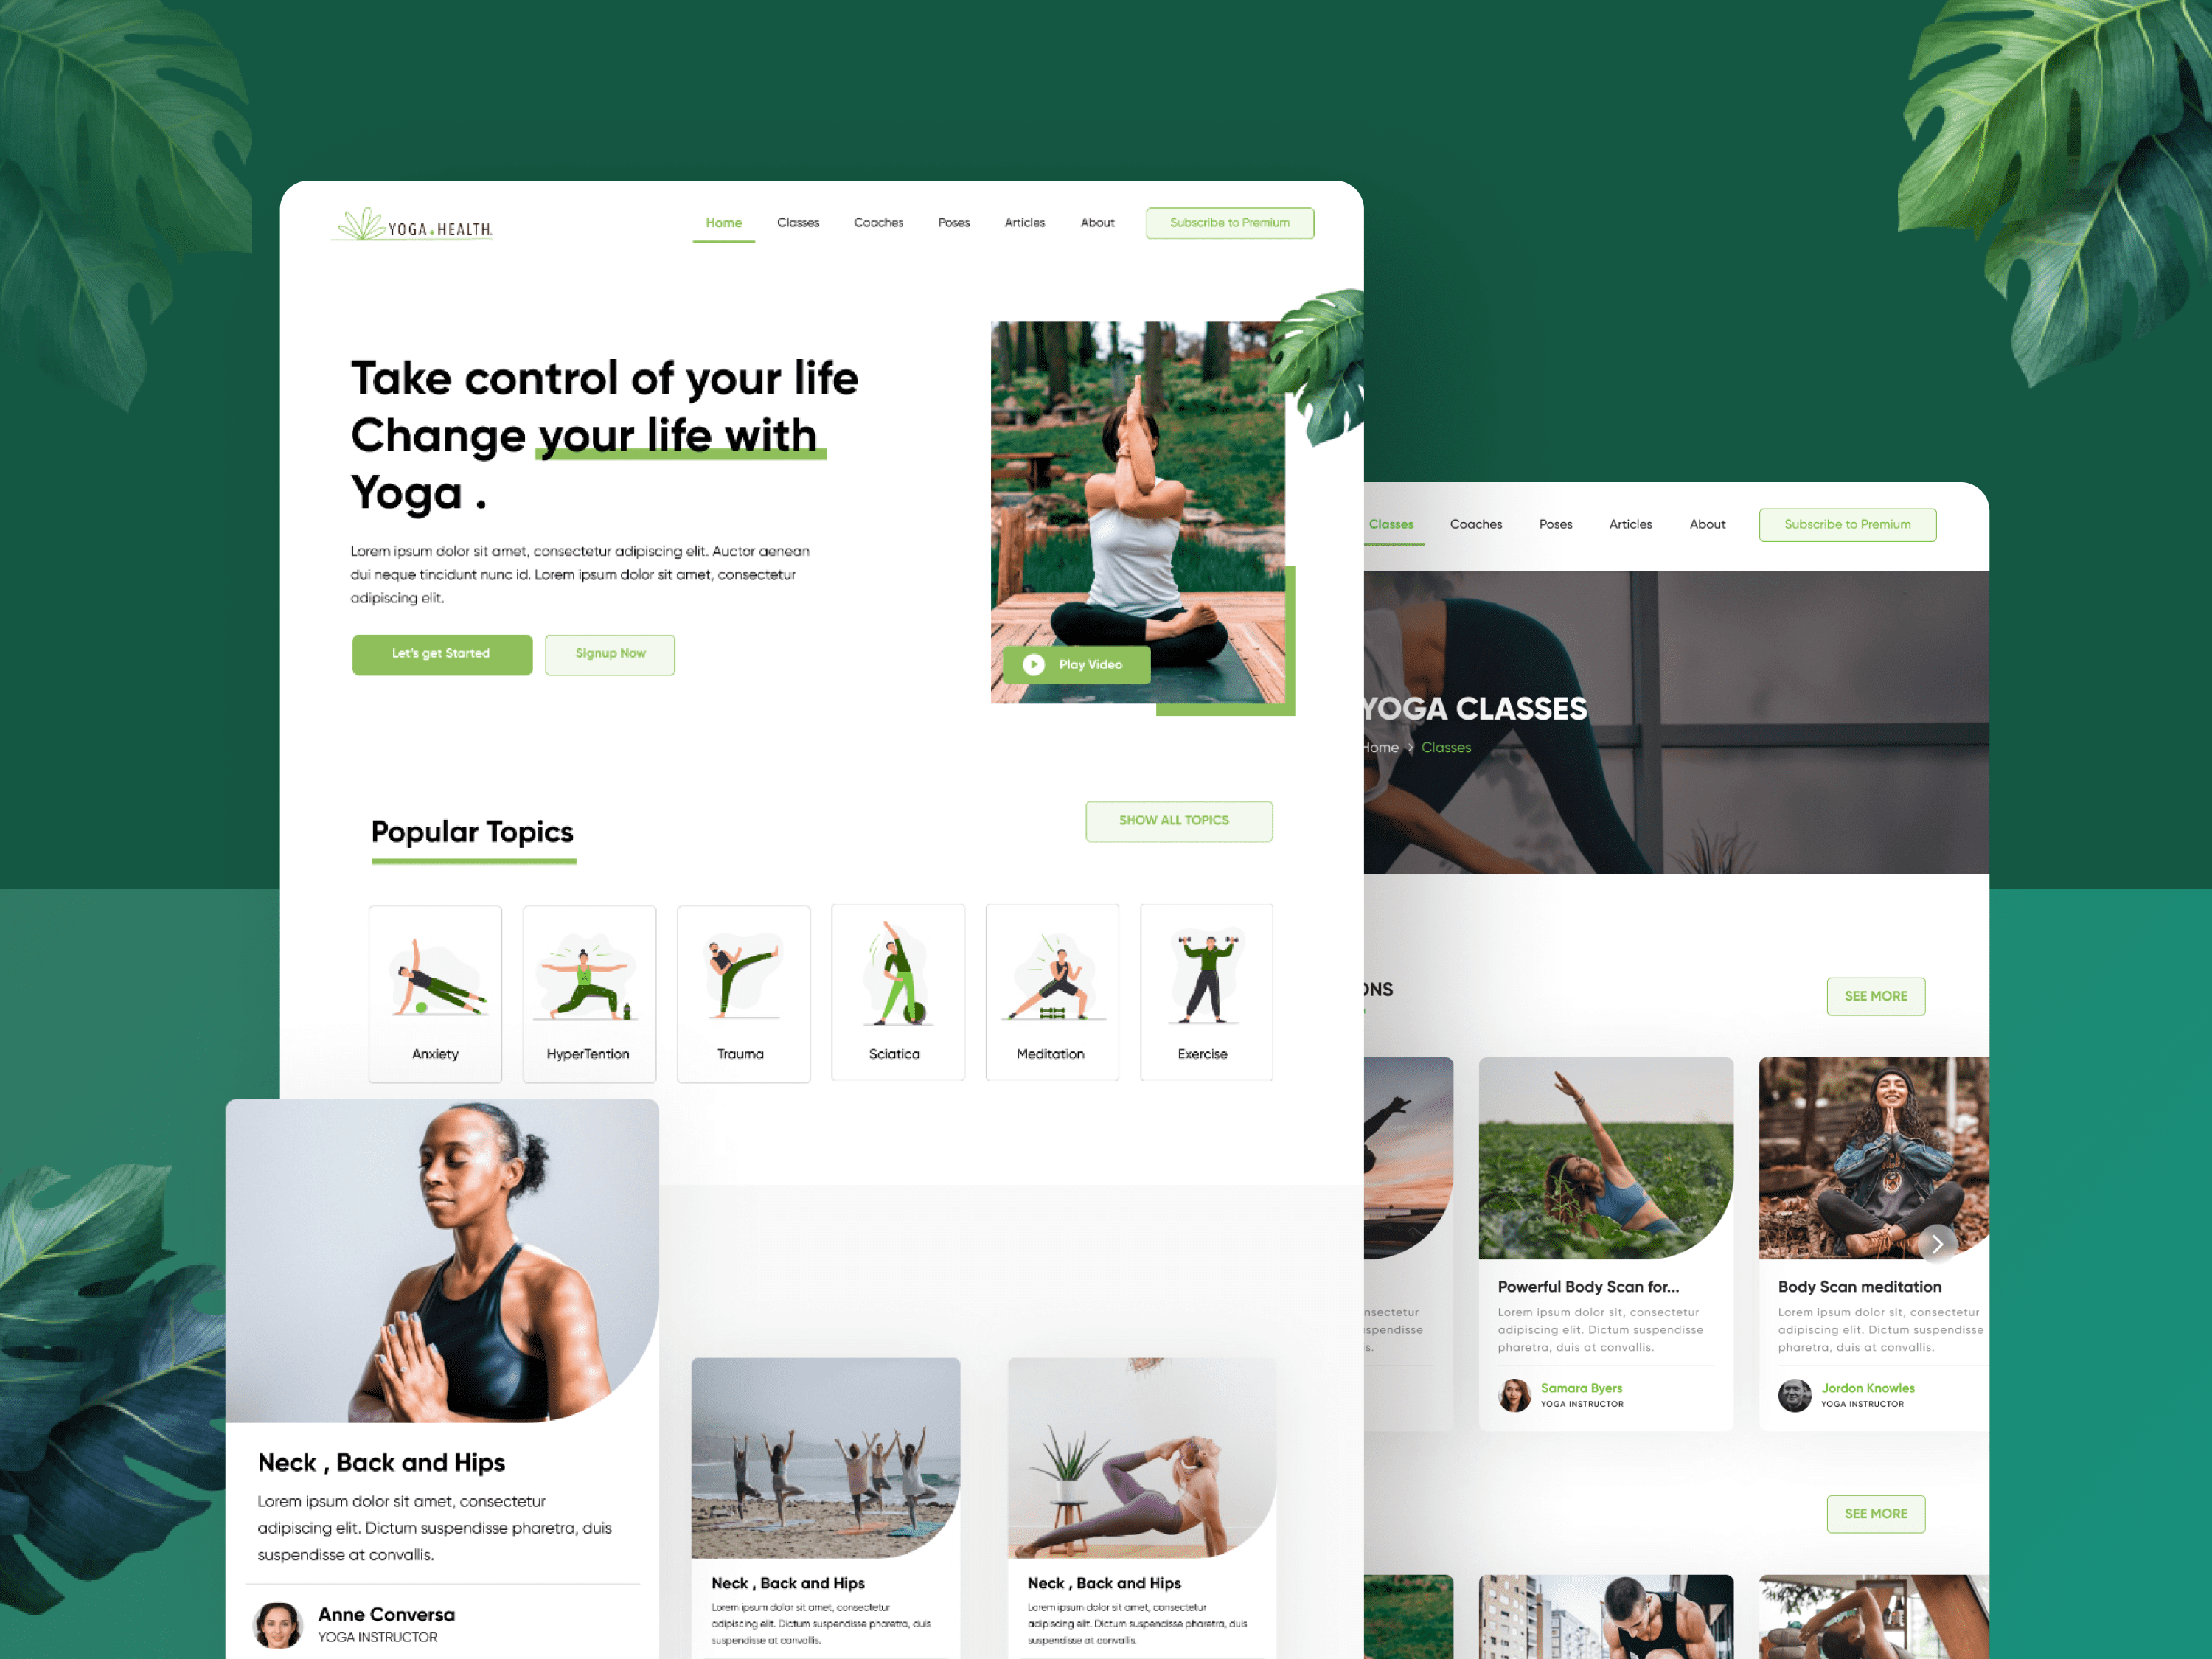 YOGA.HEALTH.
Home
Classes
Coaches
Poses
Articles
About
Subscribe to Premium
Take control of your life
Change your life with
Yoga .
Lorem ipsum dolor sit amet, consectetur adipiscing elit. Auctor aenean
dui neque tincidunt nunc id. Lorem ipsum dolor sit amet, consectetur
adipiscing elit.
Let's get Started
Signup Now
Play Video
Popular Topics
SHOW ALL TOPICS
Anxiety
HyperTention
Trauma
Sciatica
Meditation
Exercise
Neck , Back and Hips
Lorem ipsum dolor sit amet, consectetur
adipiscing elit. Dictum suspendisse pharetra, duis
suspendisse at convallis.
Anne Conversa
YOGA INSTRUCTOR
Neck , Back and Hips
Lorem ipsum dolor sit amet, consectetur
adipiscing elit. Dictum suspendisse pharetra, duis
suspendisse at convallis.
Neck , Back and Hips
Lorem ipsum dolor sit amet, consectetur
adipiscing elit. Dictum suspendisse pharetra, duis
suspendisse at convallis.
Classes
Coaches
Poses
Articles
About
Subscribe to Premium
YOGA CLASSES
Home > Classes
ONS
SEE MORE
nsectetur
spendisse
s.
Powerful Body Scan for...
Lorem ipsum dolor sit, consectetur
adipiscing elit. Dictum suspendisse
pharetra, duis at convallis.
Samara Byers
YOGA INSTRUCTOR
Body Scan meditation
Lorem ipsum dolor sit, consectetur
adipiscing elit. Dictum suspendisse
pharetra, duis at convallis.
Jordon Knowles
YOGA INSTRUCTOR
SEE MORE